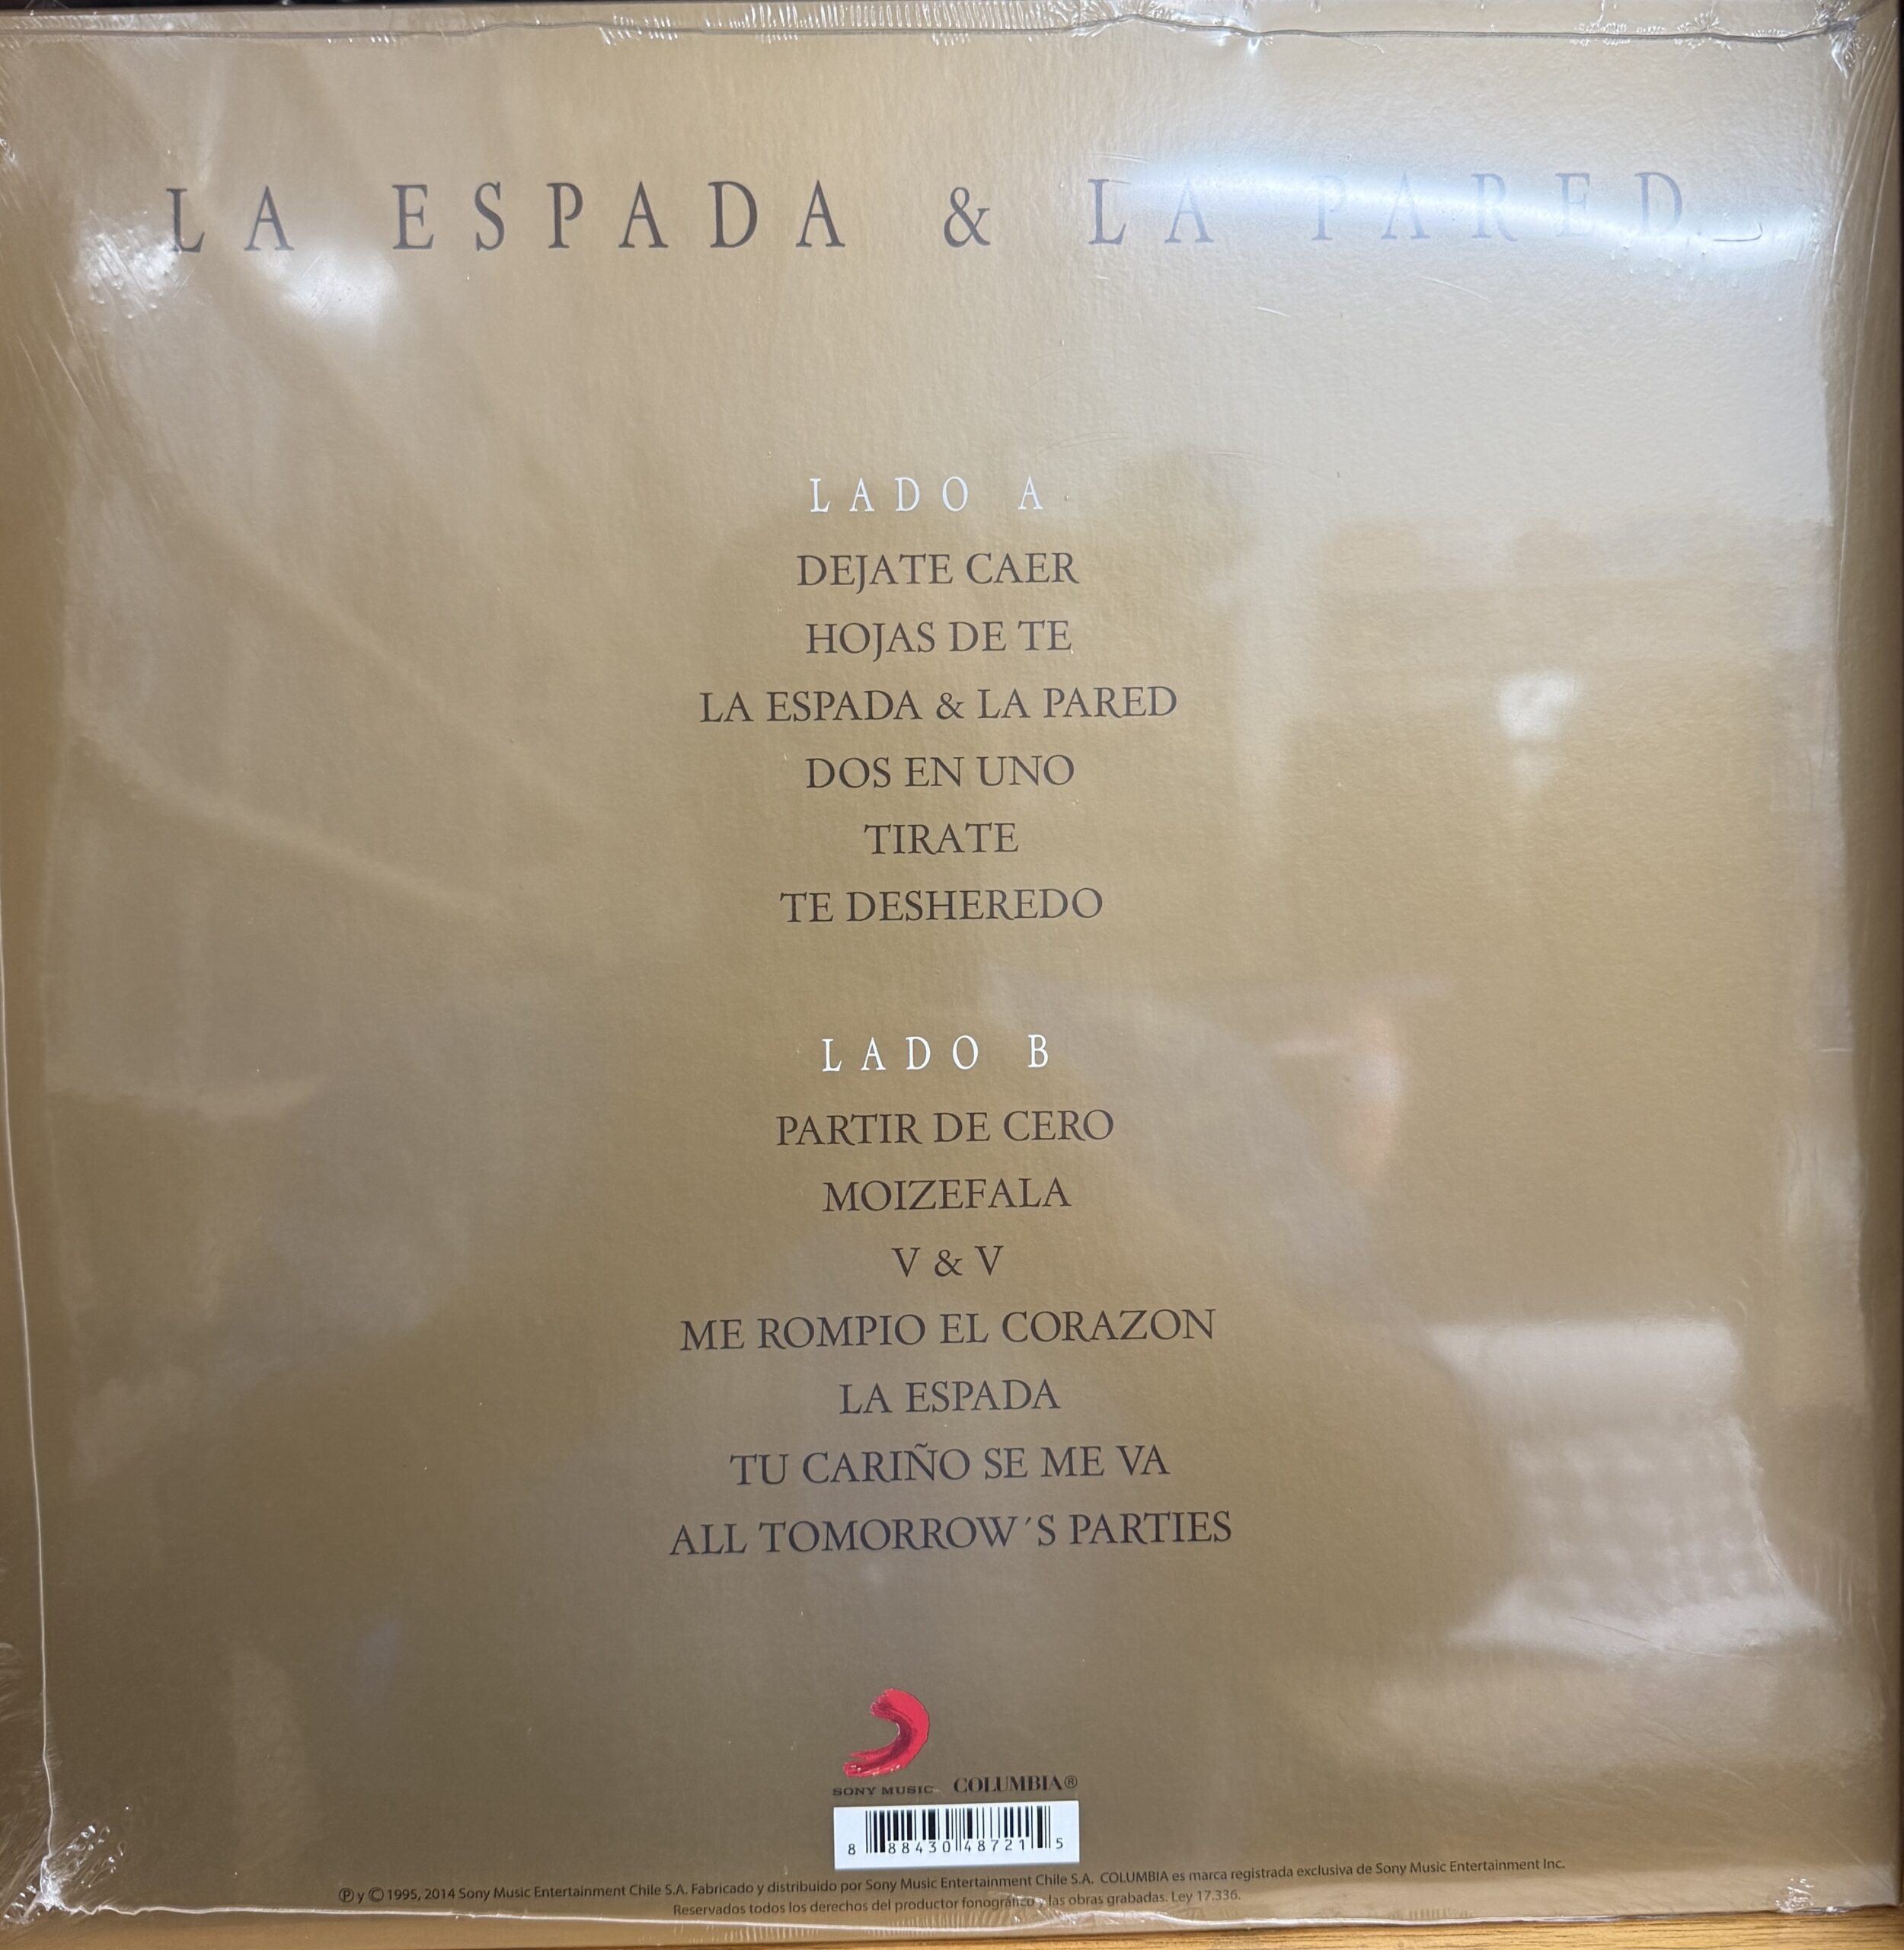 LA ESPADA & LA PARED
LADO A
DEJATE CAER
HOJAS DE TE
LA ESPADA & LA PARED
DOS EN UNO
TIRATE
TE DESHEREDO
LADO B
PARTIR DE CERO
MOIZEFALA
V & V
ME ROMPIO EL CORAZON
LA ESPADA
TU CARIÑO SE ME VA
ALL TOMORROW´S PARTIES
SONY MUSIC COLUMBIA®
8 88430 48721 5
Ⓟ y © 1995, 2014 Sony Music Entertainment Chile S.A. Fabricado y distribuido por Sony Music Entertainment Chile S.A. COLUMBIA es marca registrada exclusiva de Sony Music Entertainment Inc.
Reservados todos los derechos del productor fonográfico y las obras grabadas. Ley 17.336.